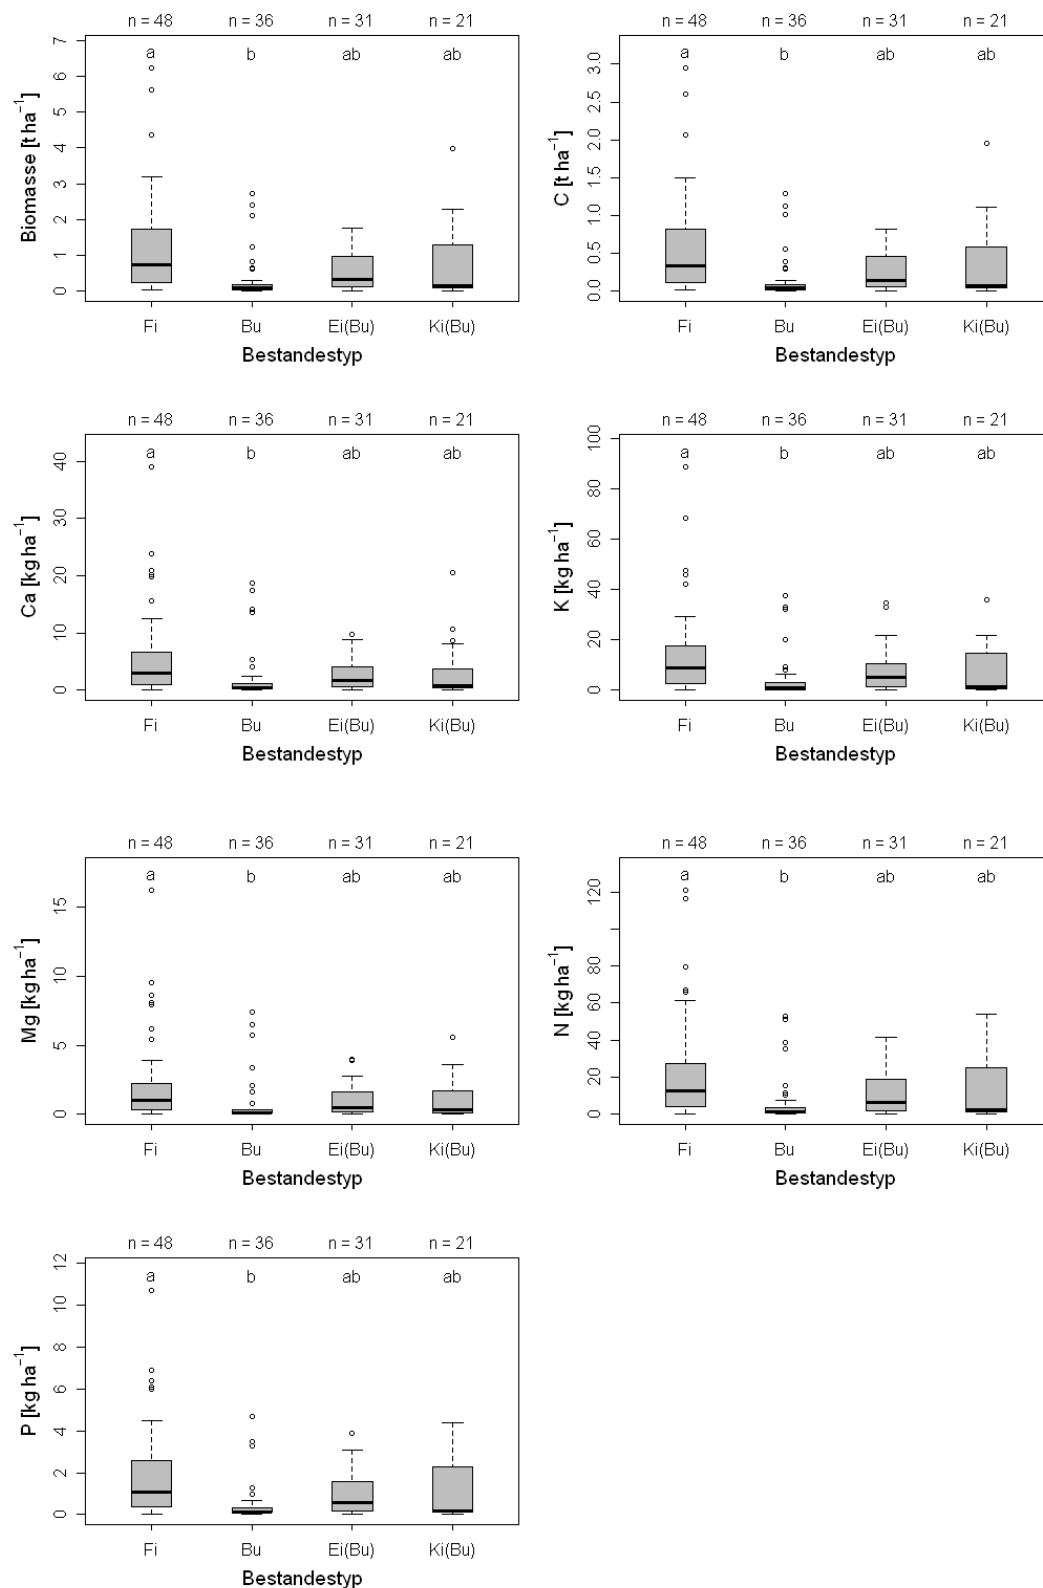 n = 48 n = 36 n = 31 n = 21
a b ab ab
Biomasse [t ha⁻¹]
0 1 2 3 4 5 6 7
Fi Bu Ei(Bu) Ki(Bu)
Bestandestyp
n = 48 n = 36 n = 31 n = 21
a b ab ab
C [t ha⁻¹]
0.0 0.5 1.0 1.5 2.0 2.5 3.0
Fi Bu Ei(Bu) Ki(Bu)
Bestandestyp
n = 48 n = 36 n = 31 n = 21
a b ab ab
Ca [kg ha⁻¹]
0 10 20 30 40
Fi Bu Ei(Bu) Ki(Bu)
Bestandestyp
n = 48 n = 36 n = 31 n = 21
a b ab ab
K [kg ha⁻¹]
0 20 40 60 80 100
Fi Bu Ei(Bu) Ki(Bu)
Bestandestyp
n = 48 n = 36 n = 31 n = 21
a b ab ab
Mg [kg ha⁻¹]
0 5 10 15
Fi Bu Ei(Bu) Ki(Bu)
Bestandestyp
n = 48 n = 36 n = 31 n = 21
a b ab ab
N [kg ha⁻¹]
0 20 40 60 80 120
Fi Bu Ei(Bu) Ki(Bu)
Bestandestyp
n = 48 n = 36 n = 31 n = 21
a b ab ab
P [kg ha⁻¹]
0 2 4 6 8 10 12
Fi Bu Ei(Bu) Ki(Bu)
Bestandestyp